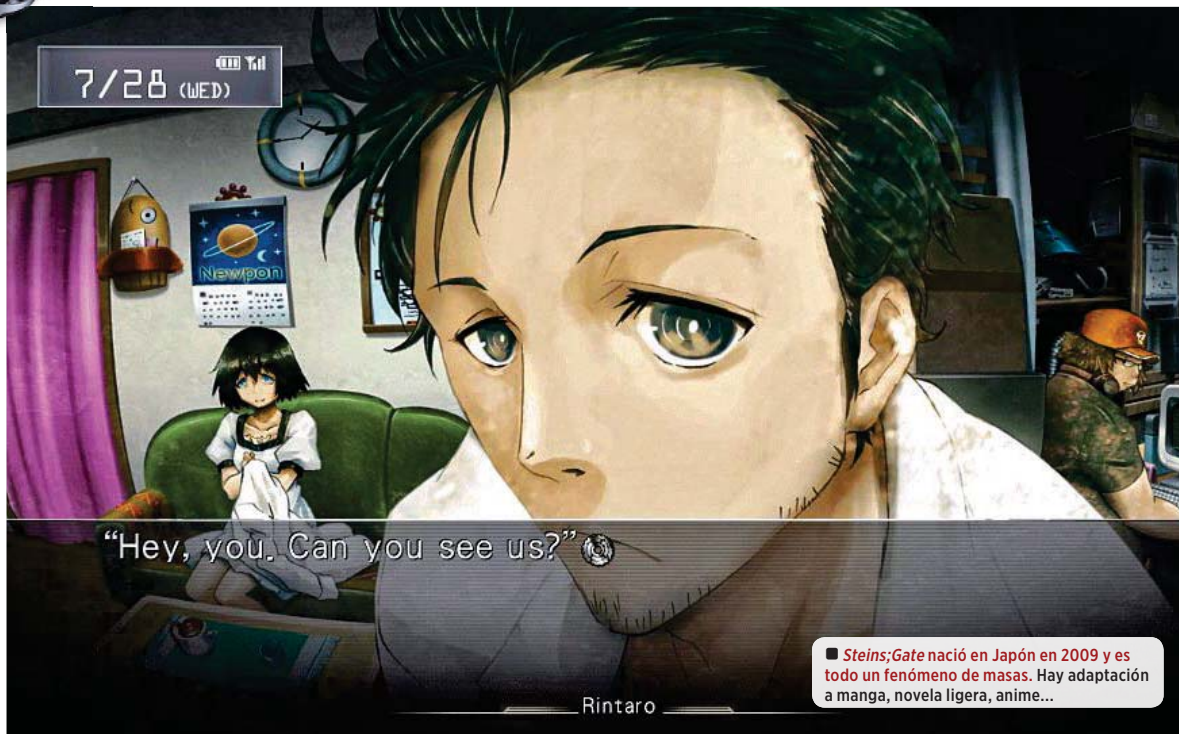 7/28 (WED)
Newpon
“Hey, you. Can you see us?”
■ Steins;Gate nació en Japón en 2009 y es
todo un fenómeno de masas. Hay adaptación
a manga, novela ligera, anime...
Rintaro